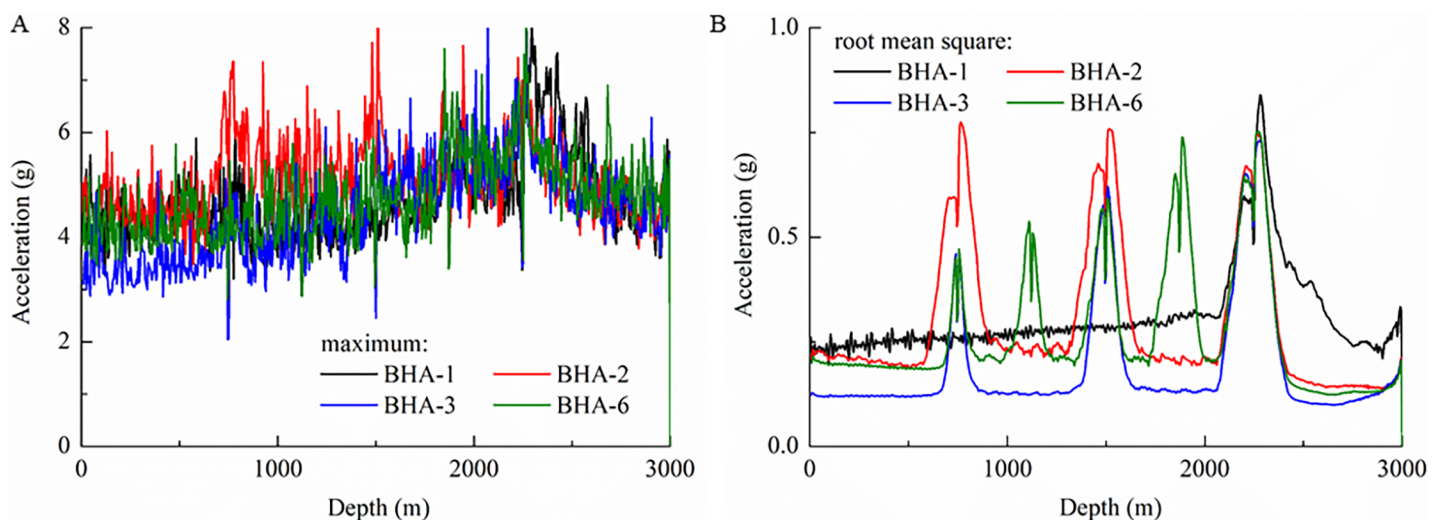 A
8
6
4
2
0
Acceleration (g)
maximum:
BHA-1 BHA-2
BHA-3 BHA-6
0 1000 2000 3000
Depth (m)
B
1.0
0.5
0.0
Acceleration (g)
root mean square:
BHA-1 BHA-2
BHA-3 BHA-6
0 1000 2000 3000
Depth (m)